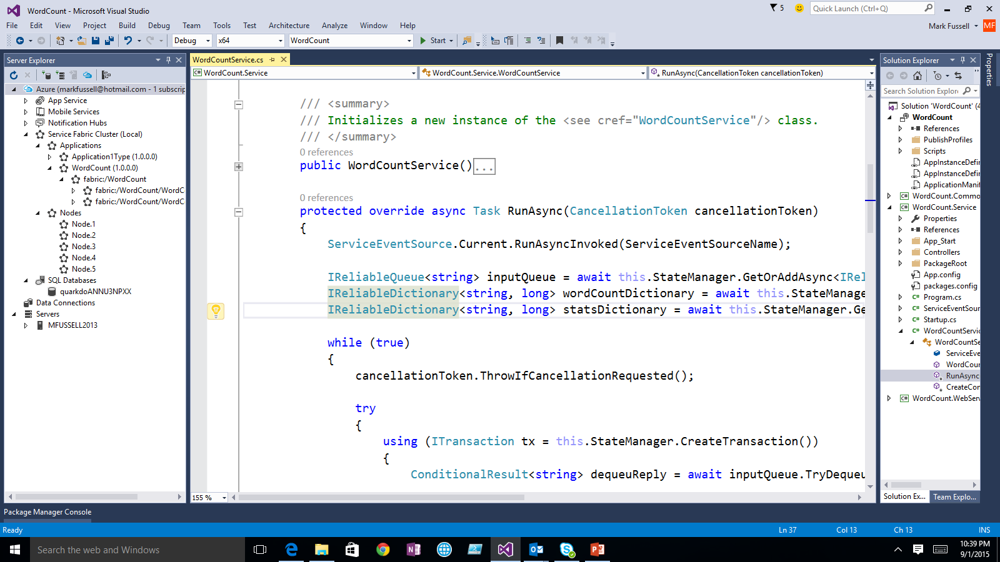 WordCount - Microsoft Visual Studio
5
Quick Launch (Ctrl+Q)
File Edit View Project Build Debug Team Tools Test Architecture Analyze Window Help
Mark Fussell
MF
Debug x64 WordCount Start
Server Explorer
Azure (markfussell@hotmail.com - 1 subscrip
App Service
Mobile Services
Notification Hubs
Service Fabric Cluster (Local)
Applications
Application1Type (1.0.0.0)
WordCount (1.0.0.0)
fabric:/WordCount
fabric:/WordCount/WordC
fabric:/WordCount/WordC
Nodes
Node.1
Node.2
Node.3
Node.4
Node.5
SQL Databases
quarkdoANNU3NPXX
Data Connections
Servers
MFUSSELL2013
WordCountService.cs
C# WordCount.Service
WordCount.Service.WordCountService
RunAsync(CancellationToken cancellationToken)
/// <summary>
/// Initializes a new instance of the <see cref="WordCountService"/> class.
/// </summary>
0 references
public WordCountService()...
0 references
protected override async Task RunAsync(CancellationToken cancellationToken)
{
ServiceEventSource.Current.RunAsyncInvoked(ServiceEventSourceName);
IReliableQueue<string> inputQueue = await this.StateManager.GetOrAddAsync<IRel
IReliableDictionary<string, long> wordCountDictionary = await this.StateManage
IReliableDictionary<string, long> statsDictionary = await this.StateManager.Ge
while (true)
{
cancellationToken.ThrowIfCancellationRequested();
try
{
using (ITransaction tx = this.StateManager.CreateTransaction())
{
ConditionalResult<string> dequeuReply = await inputQueue.TryDequeu
155 %
Solution Explorer
Search Solution Explore
Solution 'WordCount' (4
WordCount
References
PublishProfiles
Scripts
AppInstanceDefin
AppInstanceDefin
ApplicationManif
C# WordCount.Commo
C# WordCount.Service
Properties
References
App_Start
Controllers
PackageRoot
App.config
packages.config
C# Program.cs
C# ServiceEventSour
C# Startup.cs
C# WordCountServic
WordCountSe
ServiceEve
WordCour
RunAsync
CreateCor
C# WordCount.WebServ
Solution Ex...
Team Explo...
Properties
Package Manager Console
Ready
Ln 37
Col 13
Ch 13
INS
Search the web and Windows
10:39 PM
9/1/2015